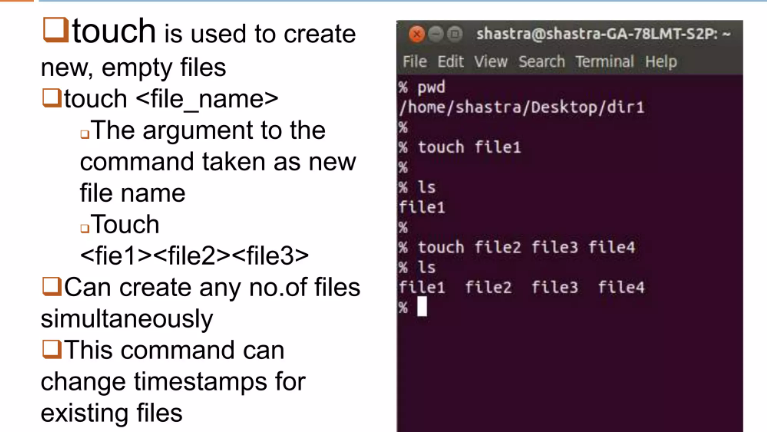 touch is used to create
new, empty files
touch <file_name>
The argument to the
command taken as new
file name
Touch
<fie1><file2><file3>
Can create any no.of files
simultaneously
This command can
change timestamps for
existing files
shastra@shastra-GA-78LMT-S2P: ~
File Edit View Search Terminal Help
% pwd
/home/shastra/Desktop/dir1
%
% touch file1
%
% ls
file1
%
% touch file2 file3 file4
% ls
file1 file2 file3 file4
%